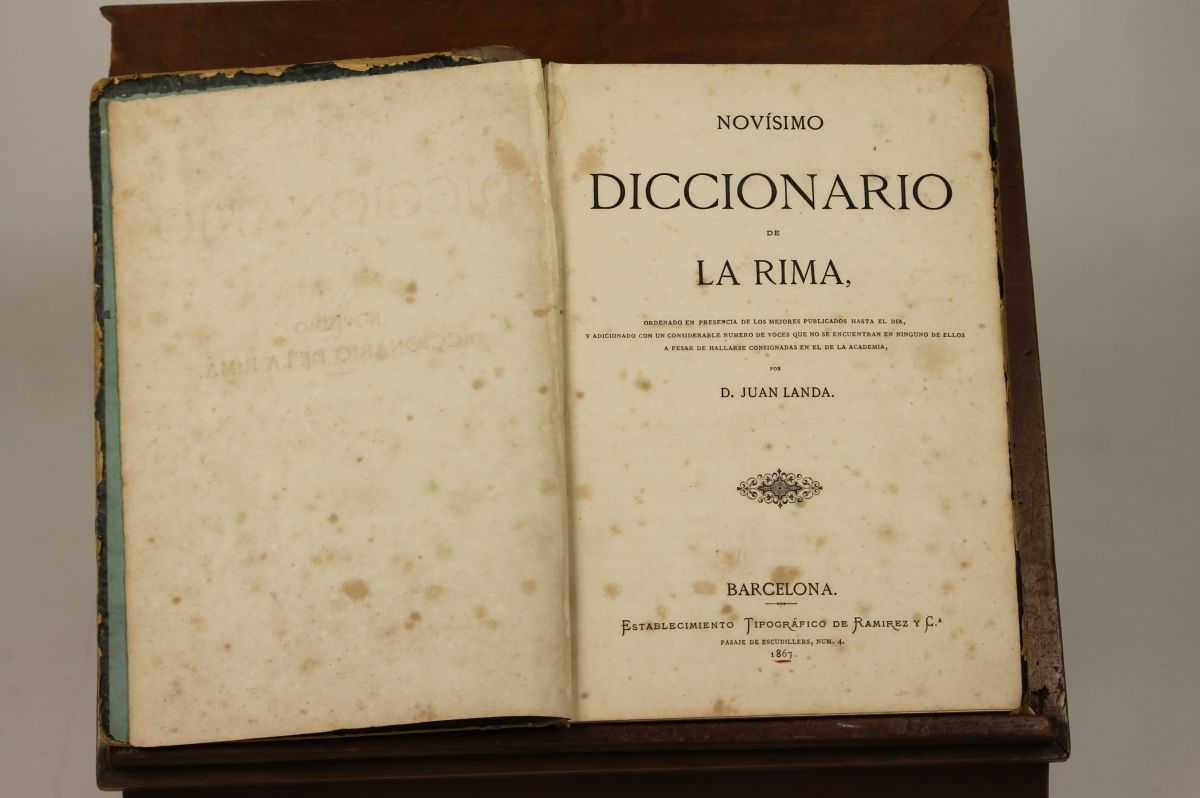 NOVÍSIMO
DICCIONARIO
DE
LA RIMA,
ORDENADO EN PRESENCIA DE LOS MEJORES PUBLICADOS HASTA EL DIA,
Y ADICIONADO CON UN CONSIDERABLE NUMERO DE VOCES QUE NO SE ENCUENTRAN EN NINGUNO DE ELLOS
A PESAR DE HALLARSE CONSIGNADAS EN EL DE LA ACADEMIA,
POR
D. JUAN LANDA.
BARCELONA.
ESTABLECIMIENTO TIPOGRÁFICO DE RAMIREZ Y C.ª
PASAJE DE ESCUDILLERS, NUM. 4.
1867.